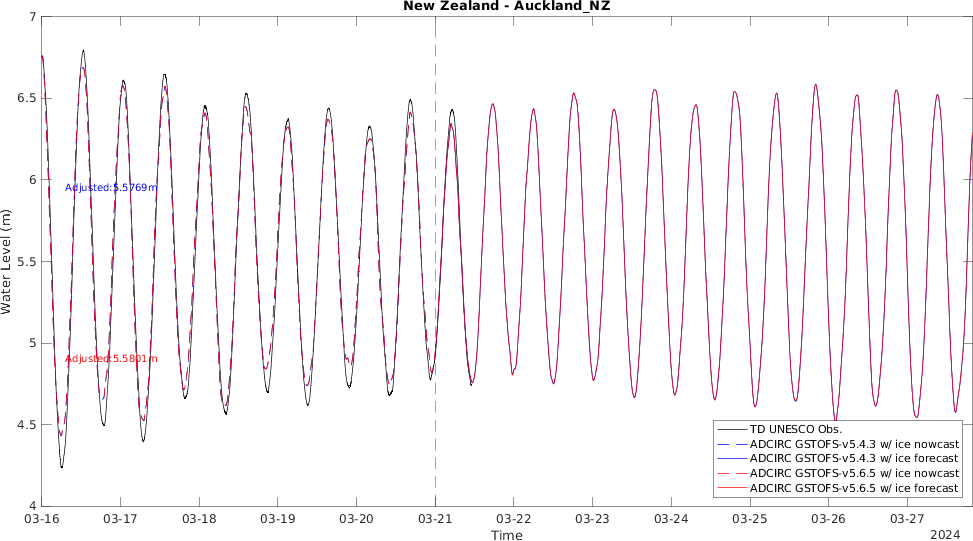 New Zealand - Auckland_NZ
7
6.5
6
5.5
5
4.5
4
Water Level (m)
Adjusted:5.5769m
Adjusted:5.5801m
TD UNESCO Obs.
ADCIRC GSTOFS-v5.4.3 w/ ice nowcast
ADCIRC GSTOFS-v5.4.3 w/ ice forecast
ADCIRC GSTOFS-v5.6.5 w/ ice nowcast
ADCIRC GSTOFS-v5.6.5 w/ ice forecast
03-16 03-17 03-18 03-19 03-20 03-21 03-22 03-23 03-24 03-25 03-26 03-27
Time
2024